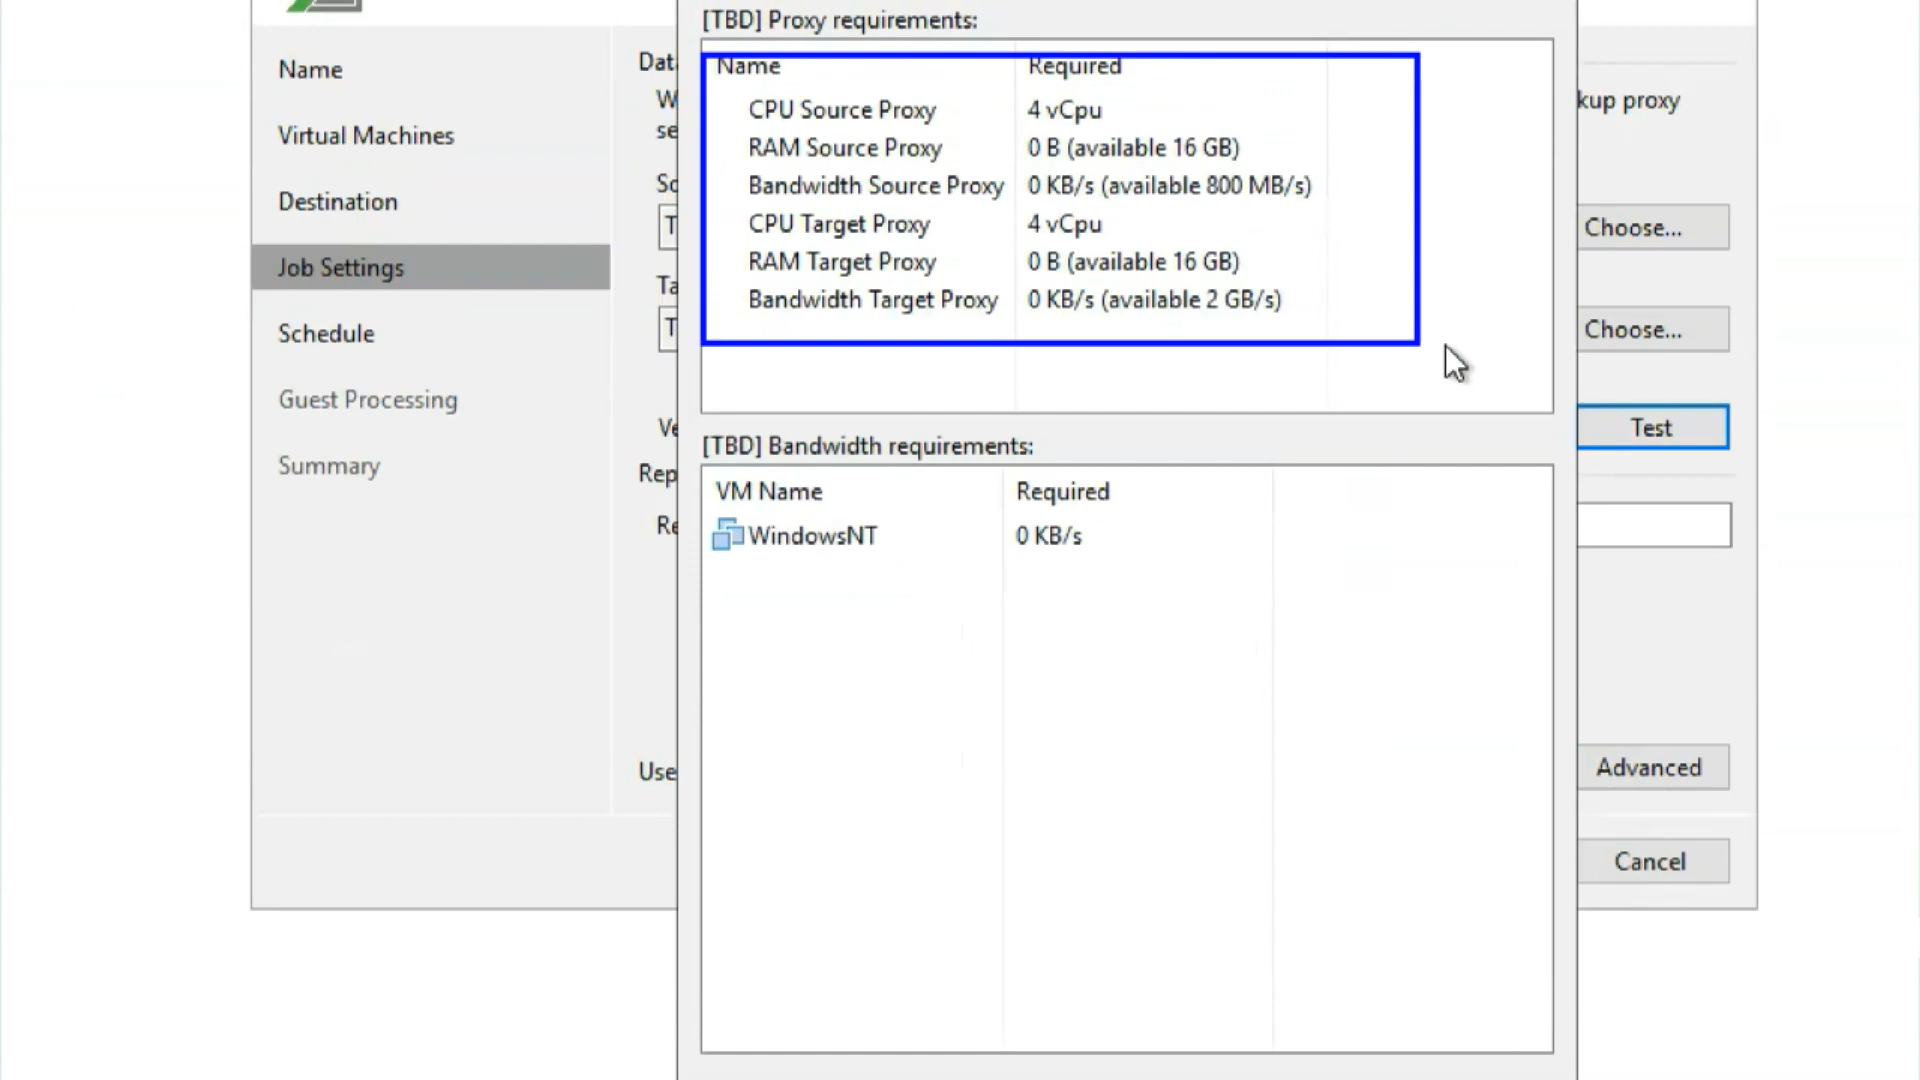 [TBD] Proxy requirements:
Name Required
CPU Source Proxy 4 vCpu
RAM Source Proxy 0 B (available 16 GB)
Bandwidth Source Proxy 0 KB/s (available 800 MB/s)
CPU Target Proxy 4 vCpu
RAM Target Proxy 0 B (available 16 GB)
Bandwidth Target Proxy 0 KB/s (available 2 GB/s)
[TBD] Bandwidth requirements:
VM Name Required
WindowsNT 0 KB/s
Name
Virtual Machines
Destination
Job Settings
Schedule
Guest Processing
Summary
Use
kup proxy
Choose...
Choose...
Test
Advanced
Cancel